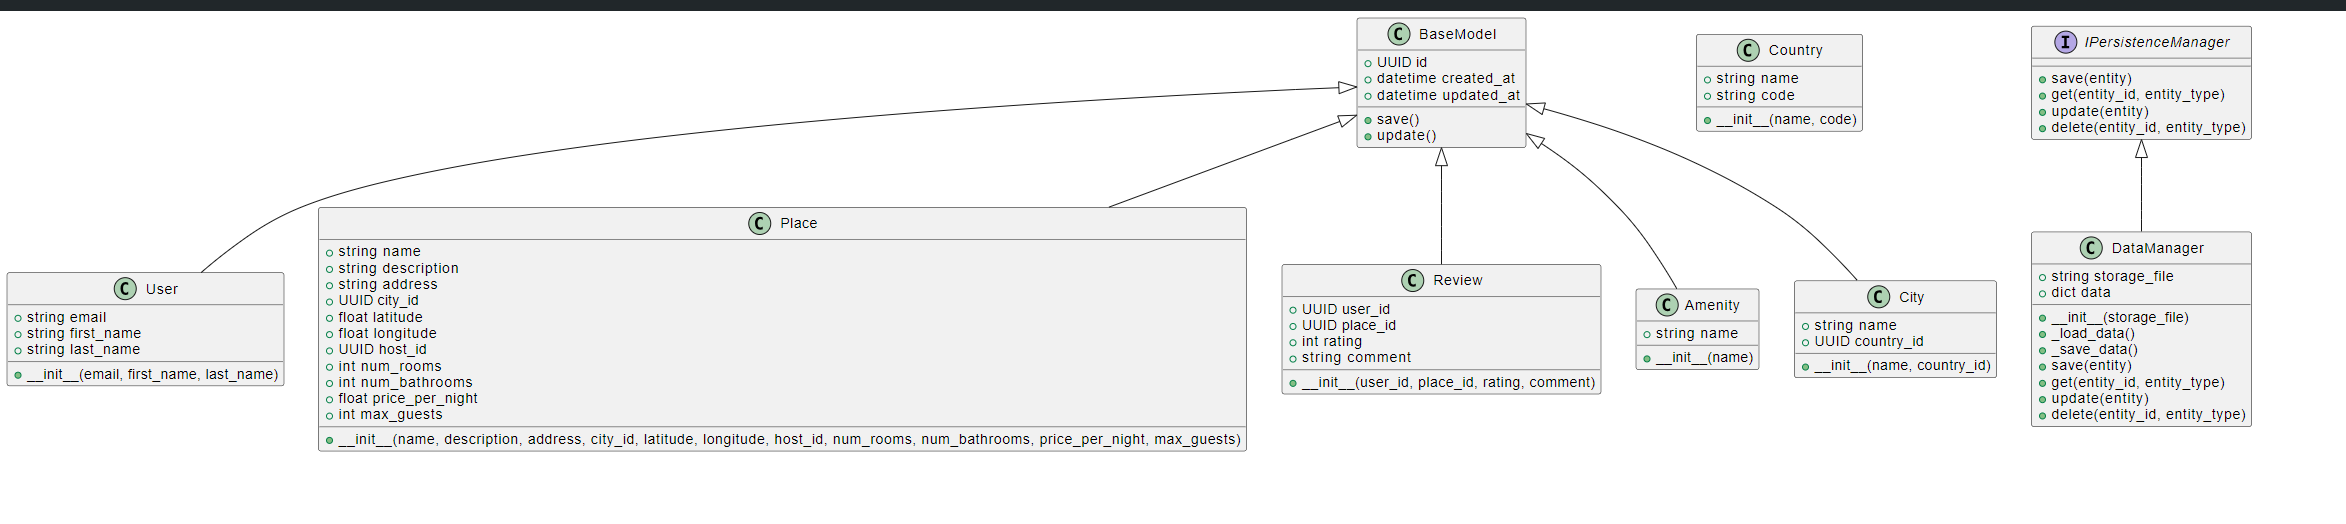 C BaseModel
UUID id
datetime created_at
datetime updated_at
save()
update()
C Country
string name
string code
__init__(name, code)
I IPersistenceManager
save(entity)
get(entity_id, entity_type)
update(entity)
delete(entity_id, entity_type)
C User
string email
string first_name
string last_name
__init__(email, first_name, last_name)
C Place
string name
string description
string address
UUID city_id
float latitude
float longitude
UUID host_id
int num_rooms
int num_bathrooms
float price_per_night
int max_guests
__init__(name, description, address, city_id, latitude, longitude, host_id, num_rooms, num_bathrooms, price_per_night, max_guests)
C Review
UUID user_id
UUID place_id
int rating
string comment
__init__(user_id, place_id, rating, comment)
C Amenity
string name
__init__(name)
C City
string name
UUID country_id
__init__(name, country_id)
C DataManager
string storage_file
dict data
__init__(storage_file)
_load_data()
_save_data()
save(entity)
get(entity_id, entity_type)
update(entity)
delete(entity_id, entity_type)